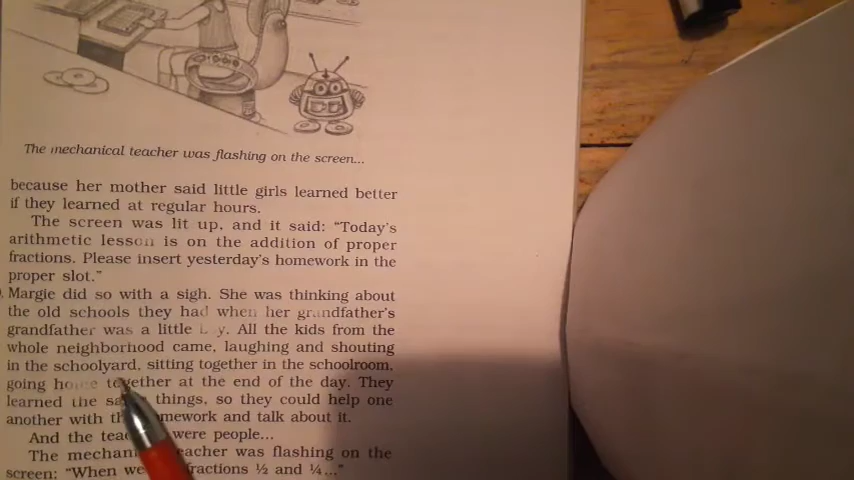 The mechanical teacher was flashing on the screen...
because her mother said little girls learned better
if they learned at regular hours.
The screen was lit up, and it said: “Today’s
arithmetic lesson is on the addition of proper
fractions. Please insert yesterday’s homework in the
proper slot.”
Margie did so with a sigh. She was thinking about
the old schools they had when her grandfather’s
grandfather was a little All the kids from the
whole neighborhood came, laughing and shouting
in the schoolyard, sitting together in the schoolroom,
going together at the end of the day. They
learned the things, so they could help one
another with and talk about it.
And the were people...
The was flashing on the
screen: “When fractions ½ and ¼...”